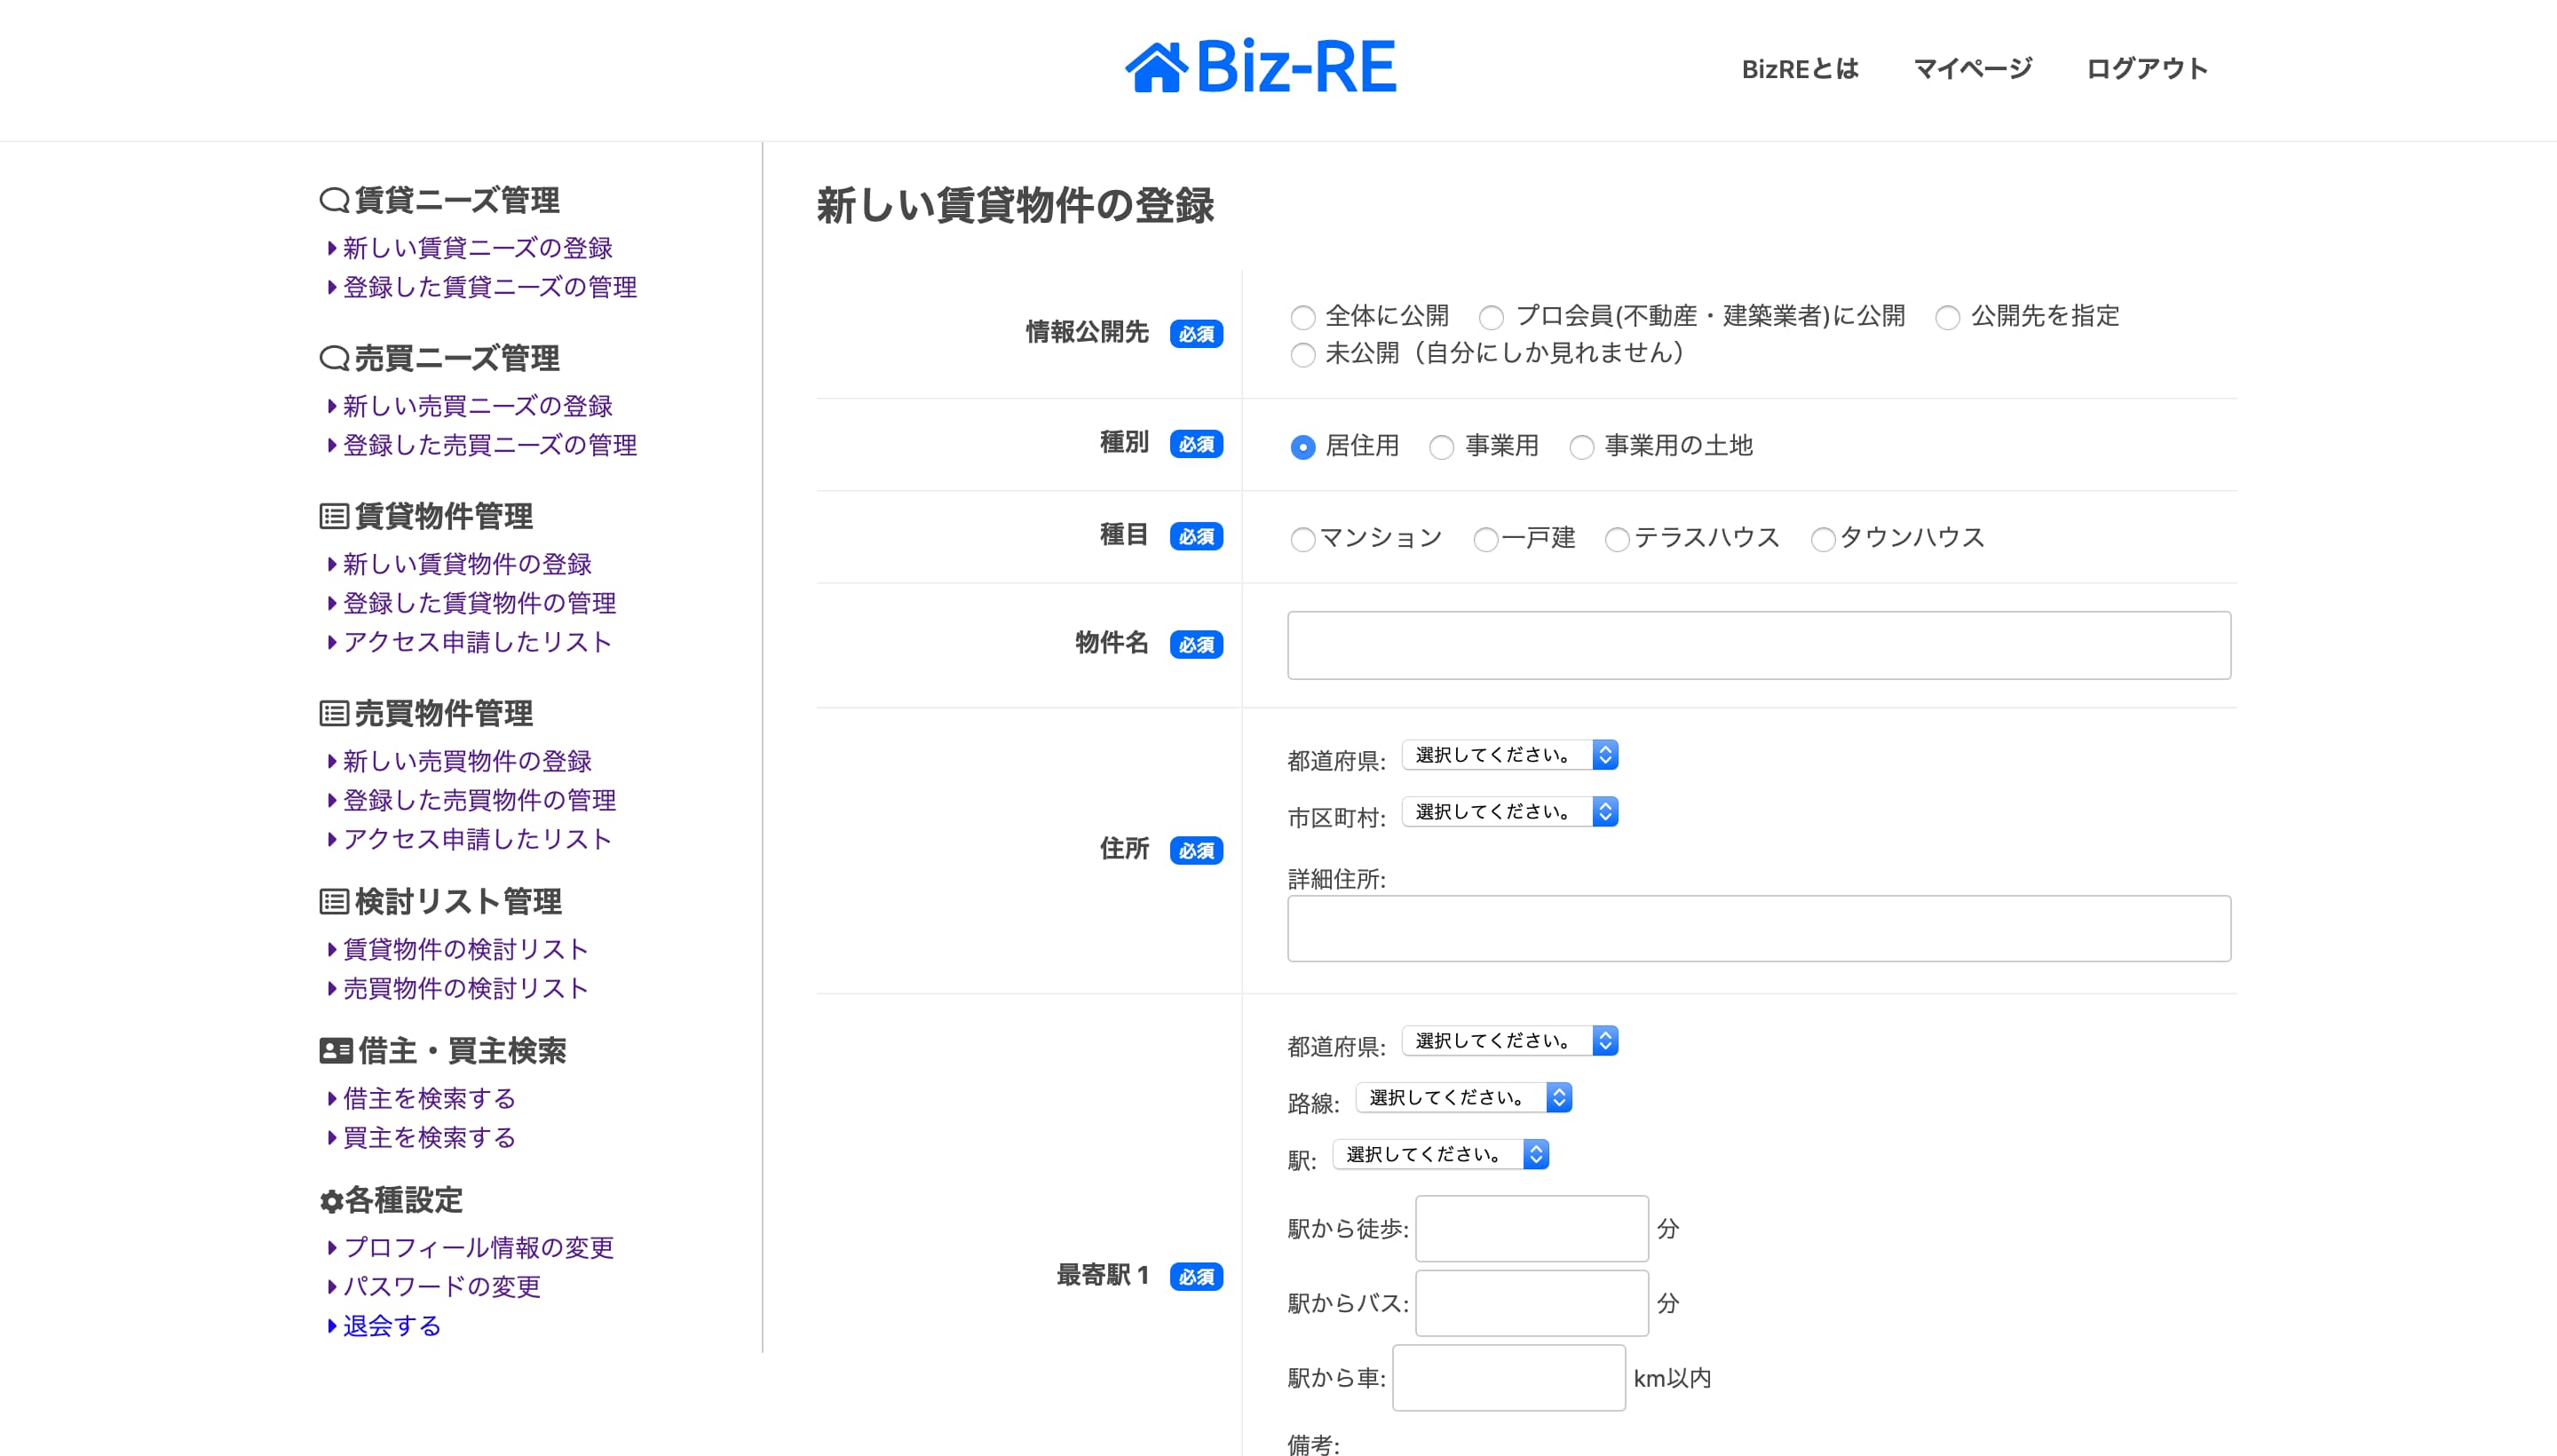 Biz-RE
BizREとは マイページ ログアウト
賃貸ニーズ管理
新しい賃貸ニーズの登録
登録した賃貸ニーズの管理
売買ニーズ管理
新しい売買ニーズの登録
登録した売買ニーズの管理
賃貸物件管理
新しい賃貸物件の登録
登録した賃貸物件の管理
アクセス申請したリスト
売買物件管理
新しい売買物件の登録
登録した売買物件の管理
アクセス申請したリスト
検討リスト管理
賃貸物件の検討リスト
売買物件の検討リスト
借主・買主検索
借主を検索する
買主を検索する
各種設定
プロフィール情報の変更
パスワードの変更
退会する
新しい賃貸物件の登録
情報公開先 必須
全体に公開 プロ会員(不動産・建築業者)に公開 公開先を指定
未公開（自分にしか見れません）
種別 必須 居住用 事業用 事業用の土地
種目 必須 マンション 一戸建 テラスハウス タウンハウス
物件名 必須
住所 必須
都道府県: 選択してください。
市区町村: 選択してください。
詳細住所:
最寄駅 1 必須
都道府県: 選択してください。
路線: 選択してください。
駅: 選択してください。
駅から徒歩: 分
駅からバス: 分
駅から車: km以内
備考: